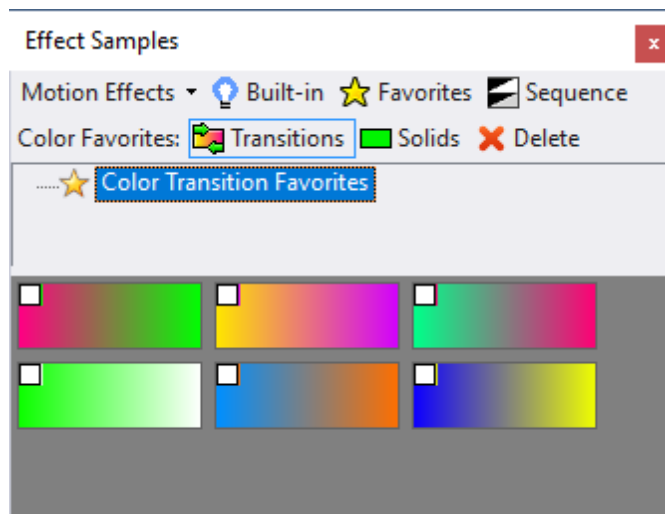 Effect Samples
x
Motion Effects Built-in Favorites Sequence
Color Favorites: Transitions Solids Delete
Color Transition Favorites